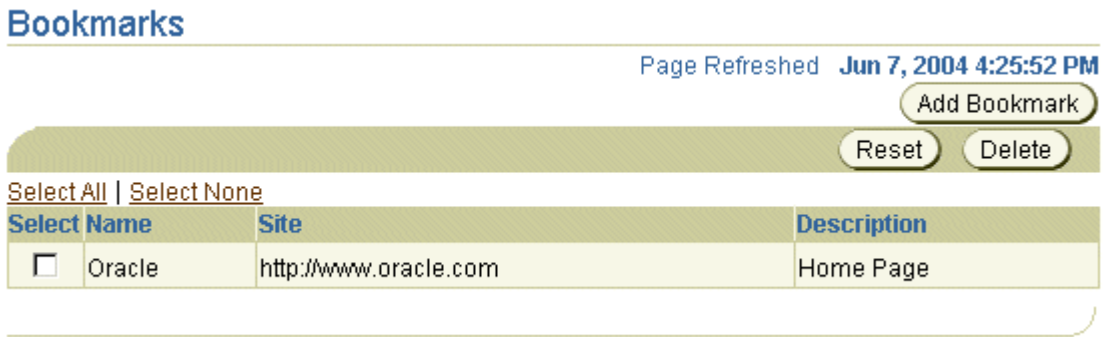 Bookmarks
Page Refreshed Jun 7, 2004 4:25:52 PM
Add Bookmark
Reset Delete
Select All | Select None
Select Name Site Description
Oracle http://www.oracle.com Home Page